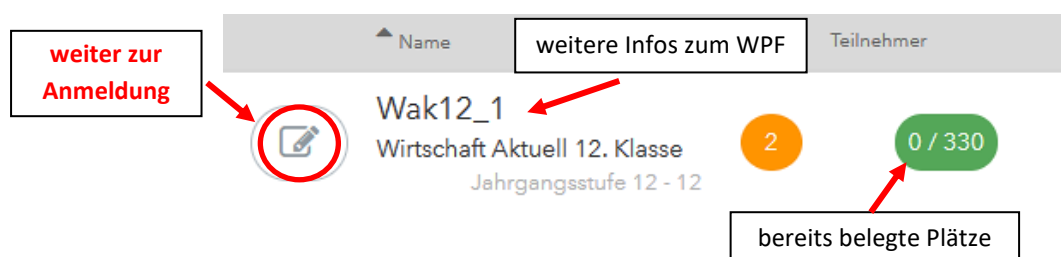 weiter zur
Anmeldung
Name
weitere Infos zum WPF
Teilnehmer
Wak12_1
Wirtschaft Aktuell 12. Klasse
Jahrgangsstufe 12 - 12
2
0 / 330
bereits belegte Plätze